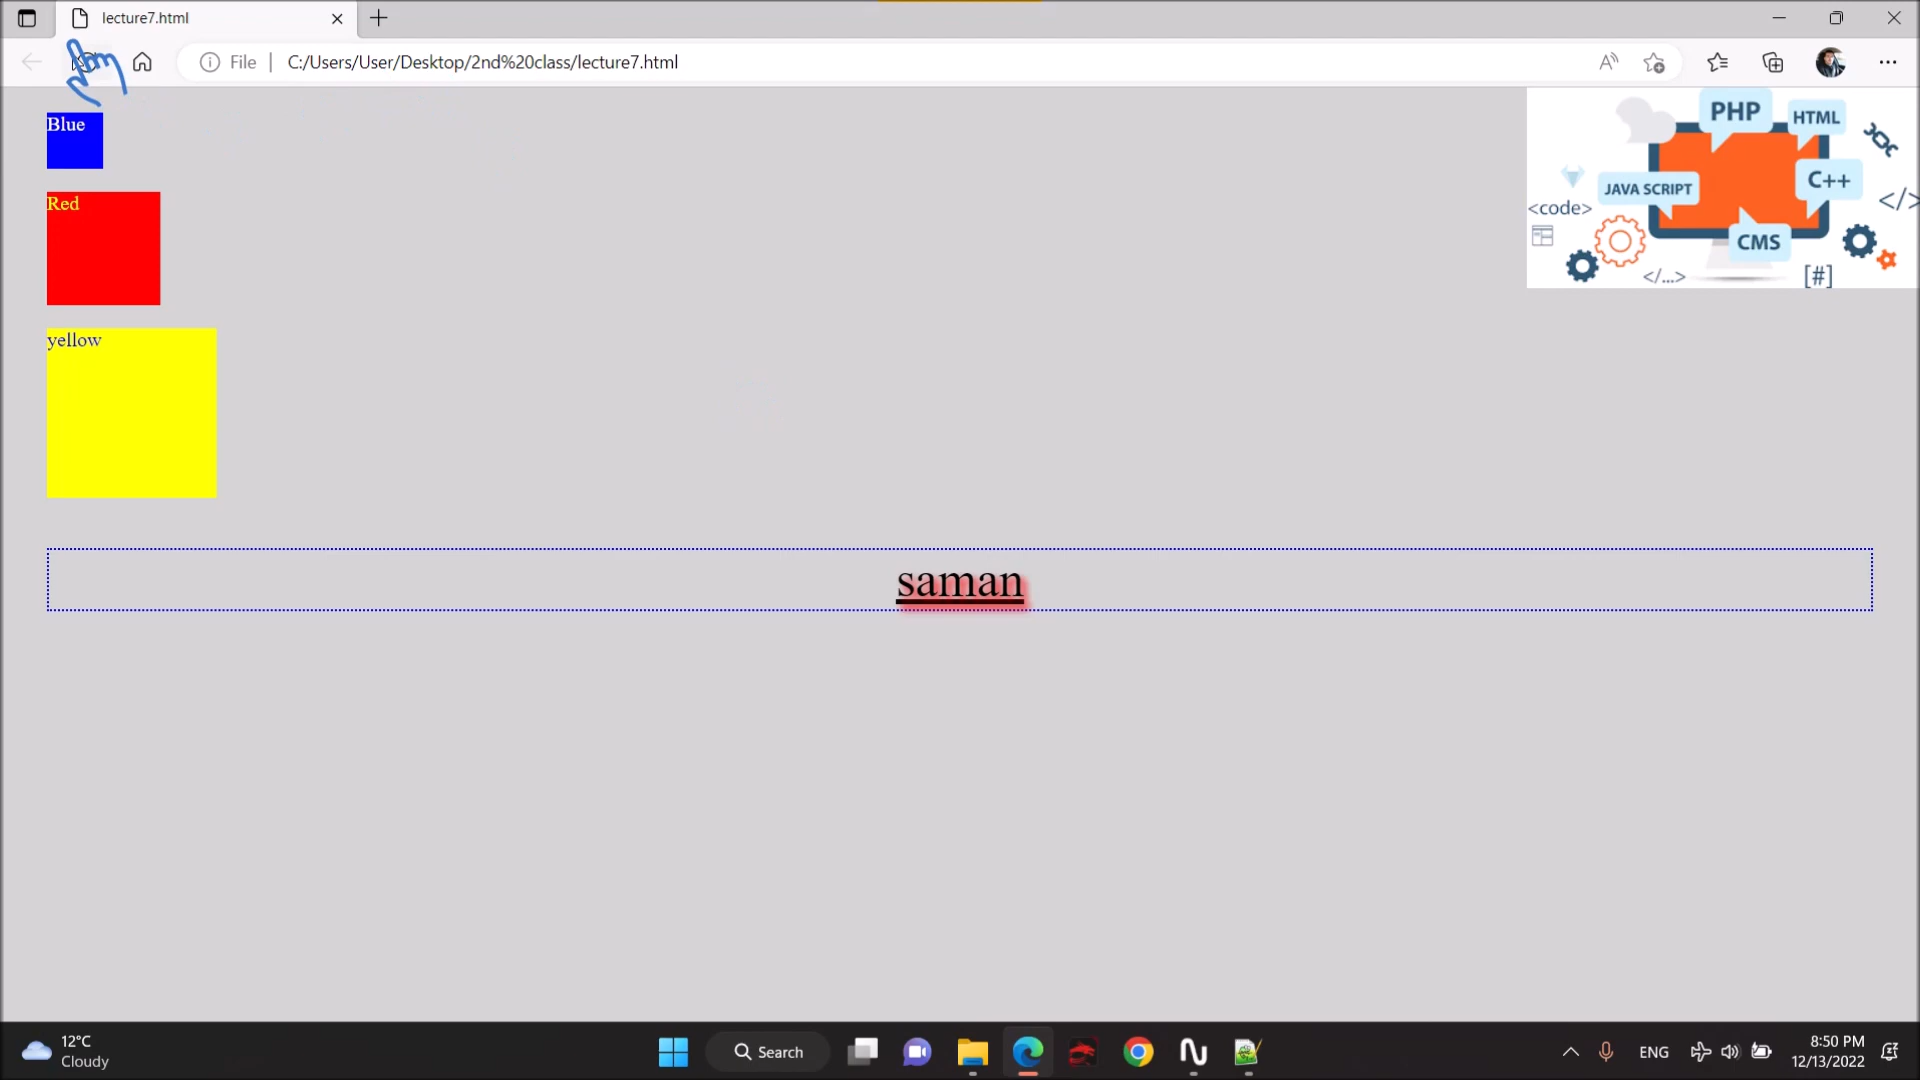 lecture7.html
File
C:/Users/User/Desktop/2nd%20class/lecture7.html
Blue
Red
yellow
PHP
HTML
JAVA SCRIPT
C++
<code>
</>
CMS
</...>
[#]
saman
12°C
Cloudy
Search
ENG
8:50 PM
12/13/2022